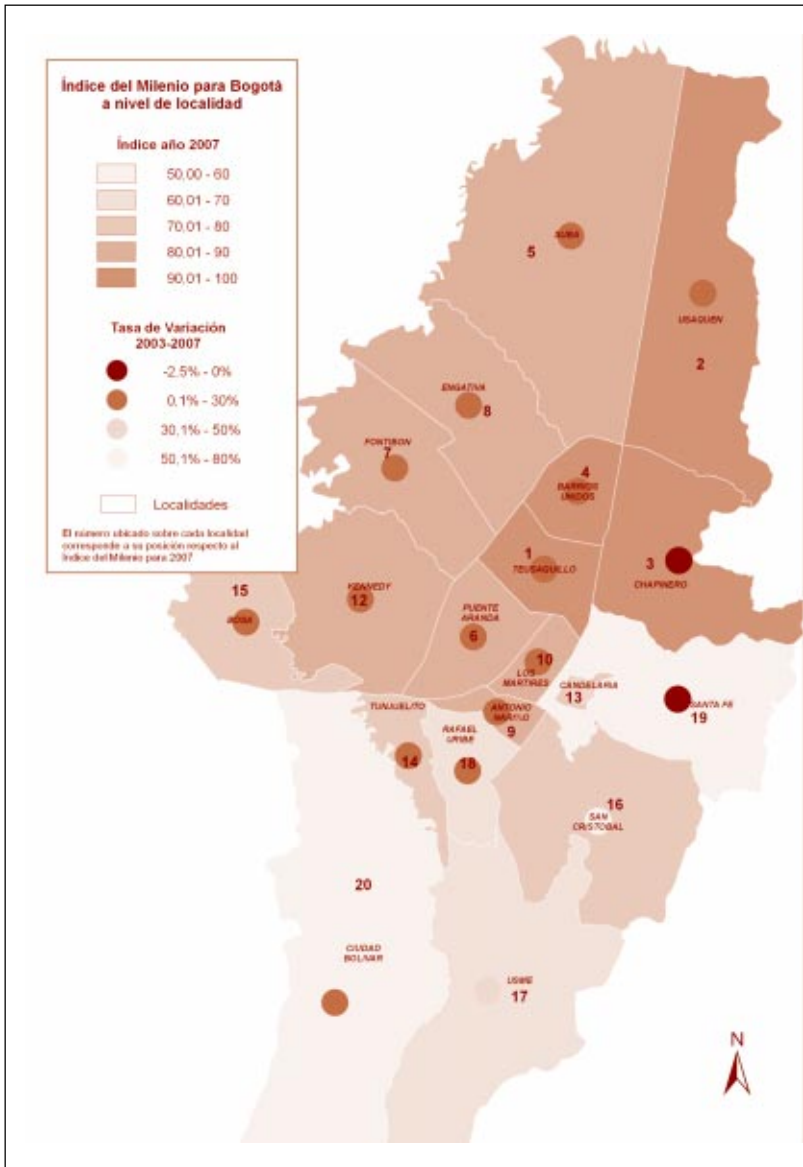 Índice del Milenio para Bogotá
a nivel de localidad
Índice año 2007
50,00 - 60
60,01 - 70
70,01 - 80
80,01 - 90
90,01 - 100
Tasa de Variación
2003-2007
-2.5% - 0%
0,1% - 30%
30,1% - 50%
50,1% - 80%
Localidades
El número ubicado sobre cada localidad
corresponde a su posición respecto al
Índice del Milenio para 2007
SUBA
5
USAQUEN
2
ENGATIVA
8
FONTIBON
7
4
BARRIOS
UNIDOS
1
TEUSAQUILLO
3
CHAPINERO
15
BOSA
KENNEDY
12
PUENTE
ARANDA
6
10
LOS
MARTIRES
CANDELARIA
13
SANTA FE
19
TUNJUELITO
14
ANTONIO
NARIÑO
9
RAFAEL
URIBE
18
16
SAN
CRISTOBAL
20
CIUDAD
BOLIVAR
USME
17
N